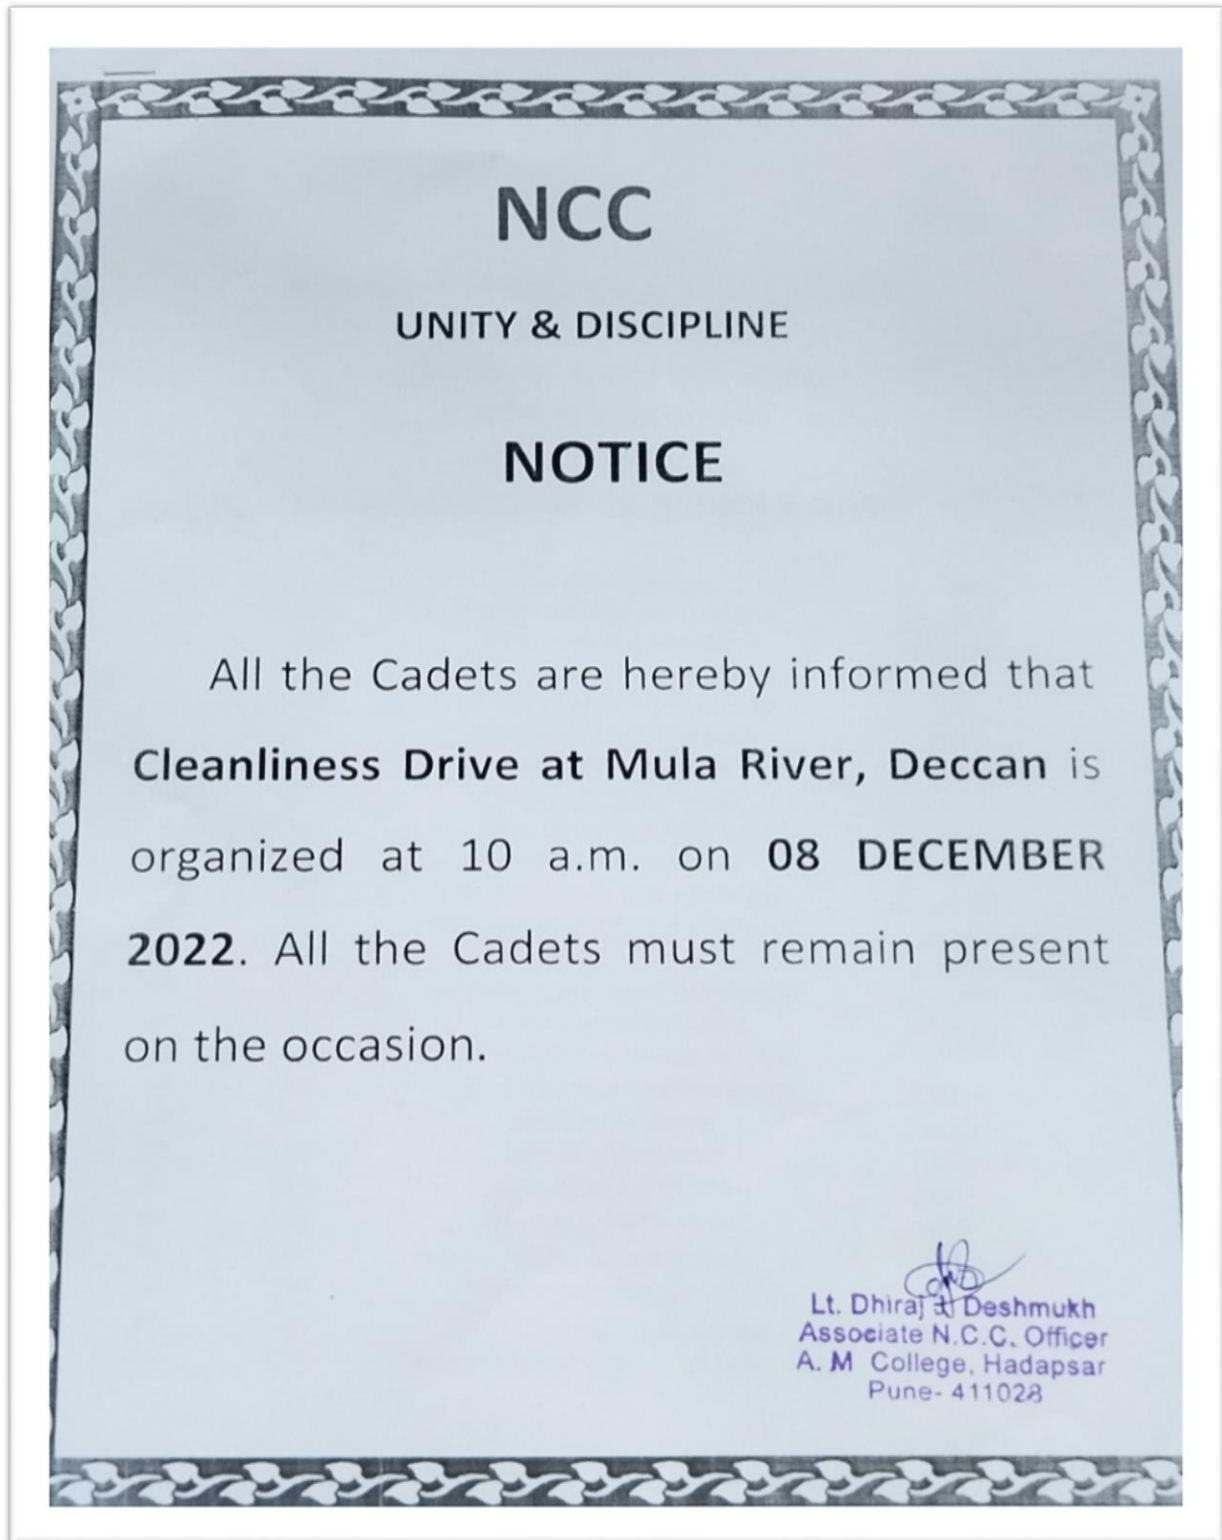 NCC
UNITY & DISCIPLINE
NOTICE
All the Cadets are hereby informed that
Cleanliness Drive at Mula River, Deccan is
organized at 10 a.m. on 08 DECEMBER
2022. All the Cadets must remain present
on the occasion.
Lt. Dhiraj Deshmukh
Associate N.C.C. Officer
A. M College, Hadapsar
Pune- 411028